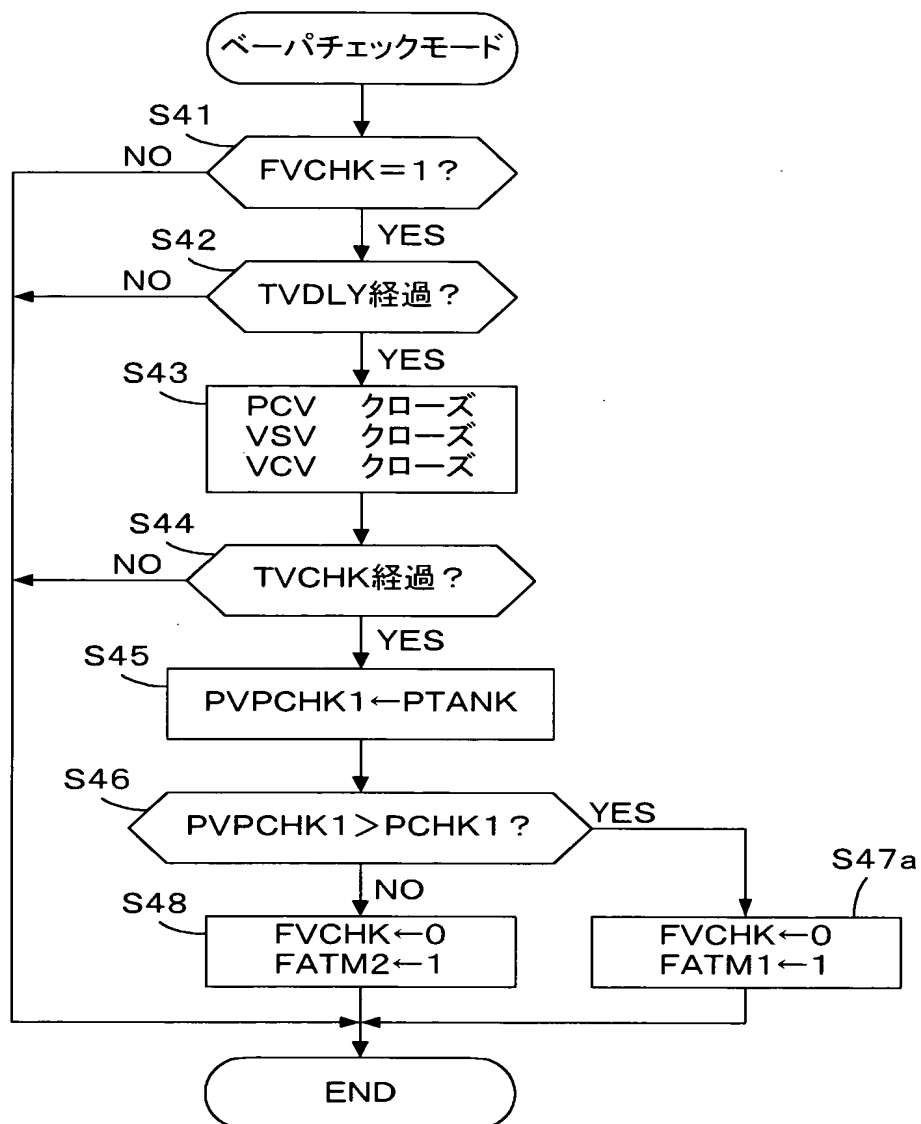 ベーパチェックモード
S41
NO
FVCHK=1?
YES
S42
NO
TVDLY経過?
YES
S43
PCV クローズ
VSV クローズ
VCV クローズ
S44
NO
TVCHK経過?
YES
S45
PVPCHK1←PTANK
S46
PVPCHK1>PCHK1?
YES
NO
S47a
S48
FVCHK←0
FATM2←1
FVCHK←0
FATM1←1
END